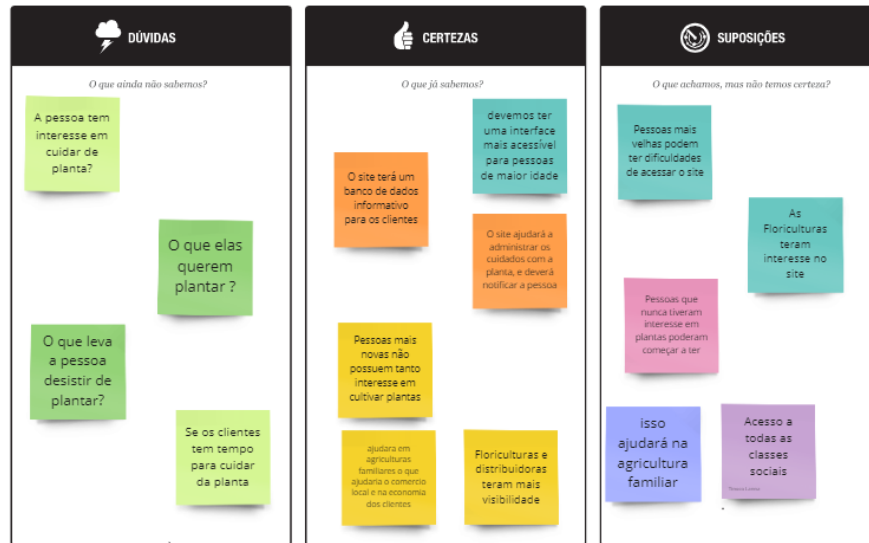 DÚVIDAS
O que ainda não sabemos?
A pessoa tem
interesse em
cuidar de
planta?
O que elas
querem
plantar ?
O que leva
a pessoa
desistir de
plantar?
Se os clientes
tem tempo
para cuidar
da planta
CERTEZAS
O que já sabemos?
devemos ter
uma interface
mais acessível
para pessoas
de maior idade
O site terá um
banco de dados
informativo
para os clientes
O site ajudará a
administrar os
cuidados com a
planta, e deverá
notificar a pessoa
Pessoas mais
novas não
possuem tanto
interesse em
cultivar plantas
ajudara em
agriculturas
familiares o que
ajudaria o comercio
local e na economia
dos clientes
Floriculturas e
distribuidoras
teram mais
visibilidade
SUPOSIÇÕES
O que achamos, mas não temos certeza?
Pessoas mais
velhas podem
ter dificuldades
de acessar o site
As
Floriculturas
teram
interesse no
site
Pessoas que
nunca tiveram
interesse em
plantas poderam
começar a ter
isso
ajudará na
agricultura
familiar
Acesso a
todas as
classes
sociais